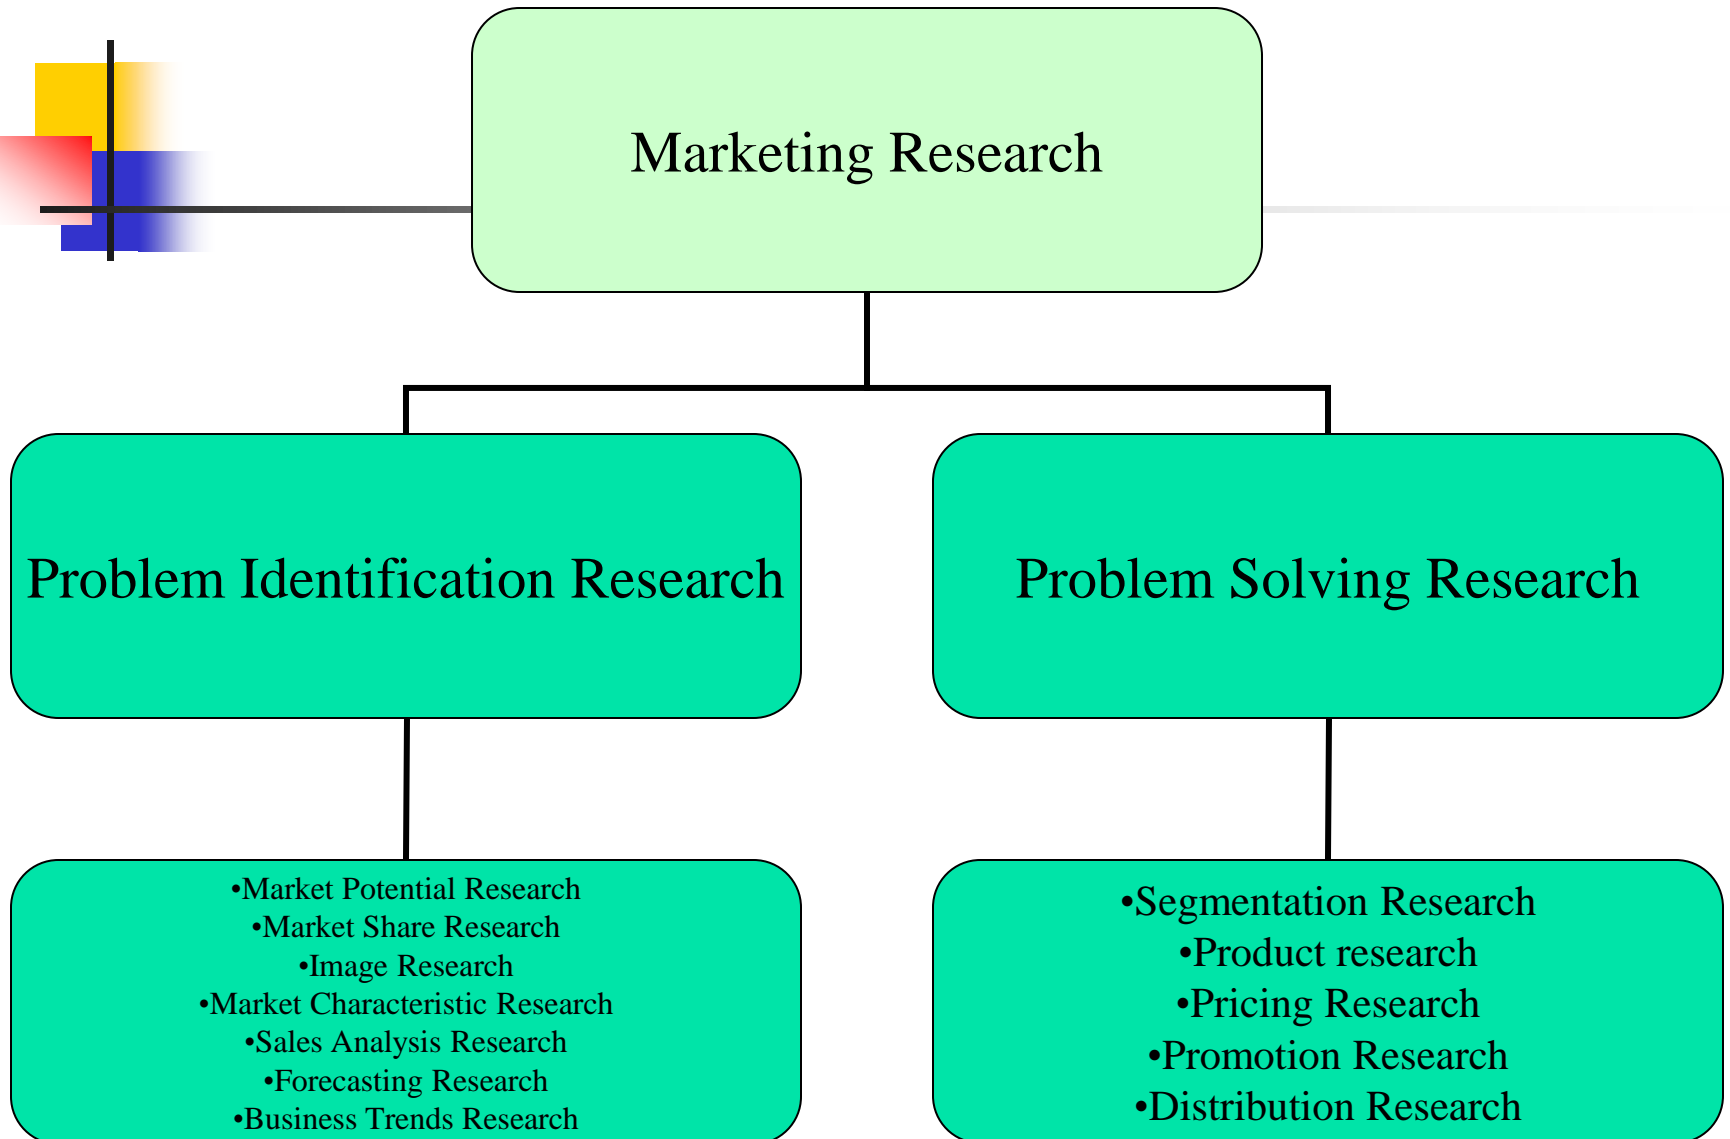 Marketing Research
Problem Identification Research
Problem Solving Research
•Market Potential Research
•Market Share Research
•Image Research
•Market Characteristic Research
•Sales Analysis Research
•Forecasting Research
•Business Trends Research
•Segmentation Research
•Product research
•Pricing Research
•Promotion Research
•Distribution Research